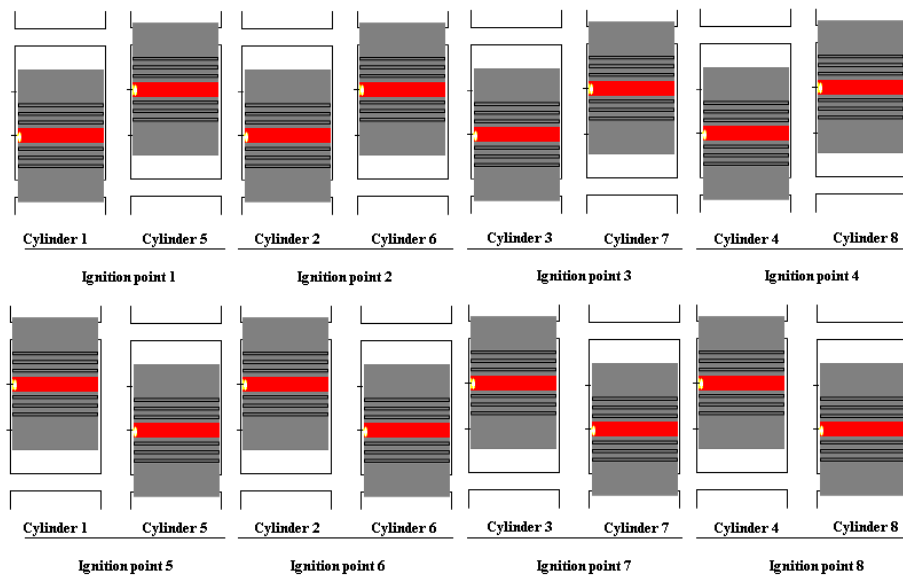 Cylinder 1 Cylinder 5 Cylinder 2 Cylinder 6 Cylinder 3 Cylinder 7 Cylinder 4 Cylinder 8
Ignition point 1 Ignition point 2 Ignition point 3 Ignition point 4
Cylinder 1 Cylinder 5 Cylinder 2 Cylinder 6 Cylinder 3 Cylinder 7 Cylinder 4 Cylinder 8
Ignition point 5 Ignition point 6 Ignition point 7 Ignition point 8